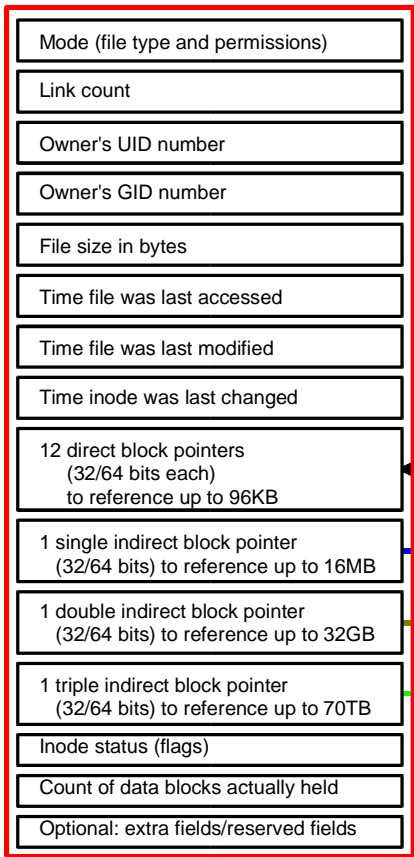 Mode (file type and permissions)
Link count
Owner's UID number
Owner's GID number
File size in bytes
Time file was last accessed
Time file was last modified
Time inode was last changed
12 direct block pointers
(32/64 bits each)
to reference up to 96KB
1 single indirect block pointer
(32/64 bits) to reference up to 16MB
1 double indirect block pointer
(32/64 bits) to reference up to 32GB
1 triple indirect block pointer
(32/64 bits) to reference up to 70TB
Inode status (flags)
Count of data blocks actually held
Optional: extra fields/reserved fields